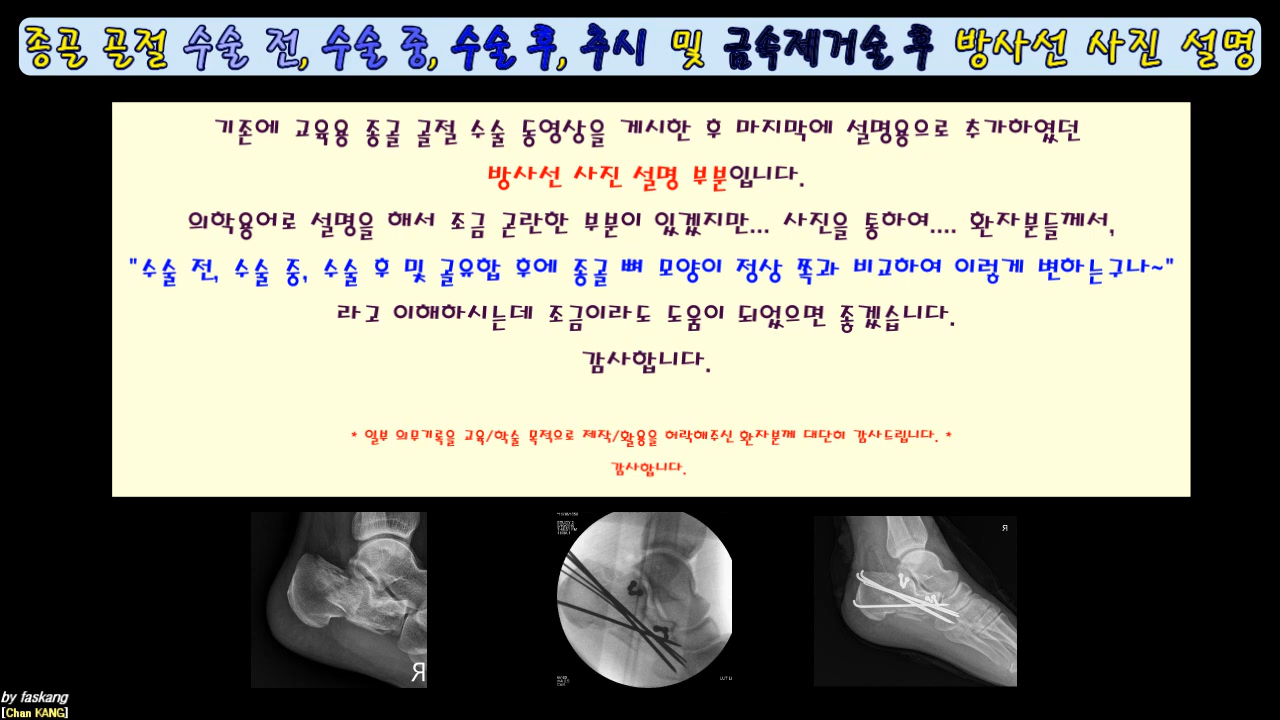 종골 골절 수술 전, 수술 중, 수술 후, 추시 및 금속제거술 후 방사선 사진 설명
기존에 교육용 종골 골절 수술 동영상을 게시한 후 마지막에 설명용으로 추가하였던
방사선 사진 설명 부분입니다.
의학용어로 설명을 해서 조금 곤란한 부분이 있겠지만... 사진을 통하여.... 환자분들께서,
"수술 전, 수술 중, 수술 후 및 골유합 후에 종골 뼈 모양이 정상 쪽과 비교하여 이렇게 변하는구나~"
라고 이해하시는데 조금이라도 도움이 되었으면 좋겠습니다.
감사합니다.
* 일부 의무기록을 교육/학술 목적으로 제작/활용을 허락해주신 환자분께 대단히 감사드립니다. *
감사합니다.
R
R
by faskang
[Chan KANG]